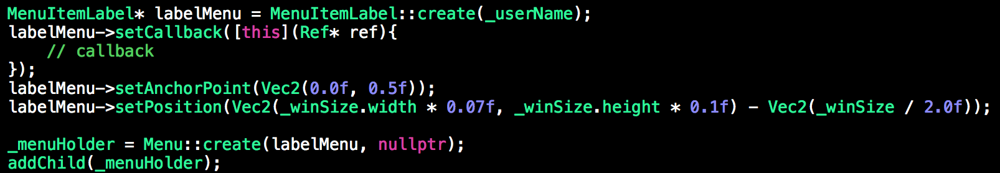 MenuItemLabel* labelMenu = MenuItemLabel::create(_userName);
labelMenu->setCallback([this](Ref* ref){
    // callback
});
labelMenu->setAnchorPoint(Vec2(0.0f, 0.5f));
labelMenu->setPosition(Vec2(_winSize.width * 0.07f, _winSize.height * 0.1f) - Vec2(_winSize / 2.0f));

_menuHolder = Menu::create(labelMenu, nullptr);
addChild(_menuHolder);